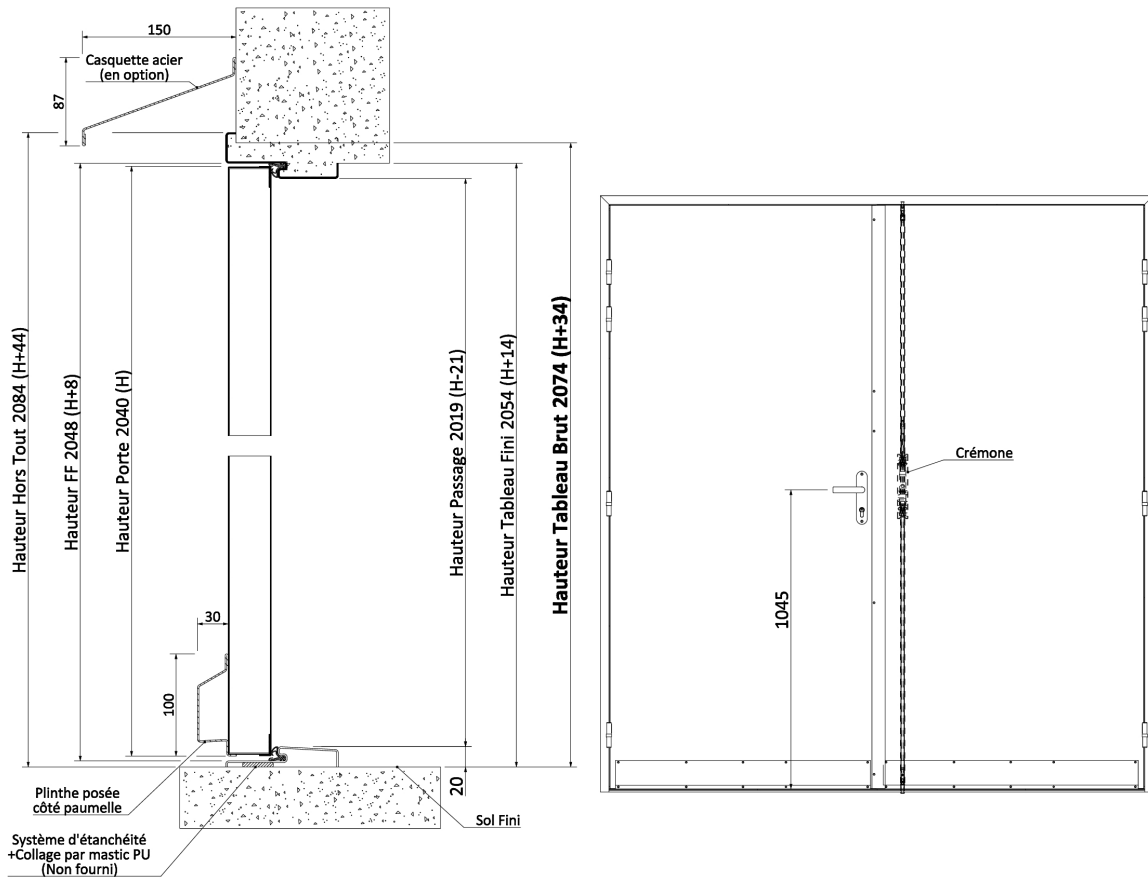 150
Casquette acier
(en option)
87
Hauteur Hors Tout 2084 (H+44)
Hauteur FF 2048 (H+8)
Hauteur Porte 2040 (H)
Hauteur Passage 2019 (H-21)
Hauteur Tableau Fini 2054 (H+14)
Hauteur Tableau Brut 2074 (H+34)
30
100
20
Plinthe posée
côté paumelle
Système d'étanchéité
+Collage par mastic PU
(Non fourni)
Sol Fini
Crémone
1045